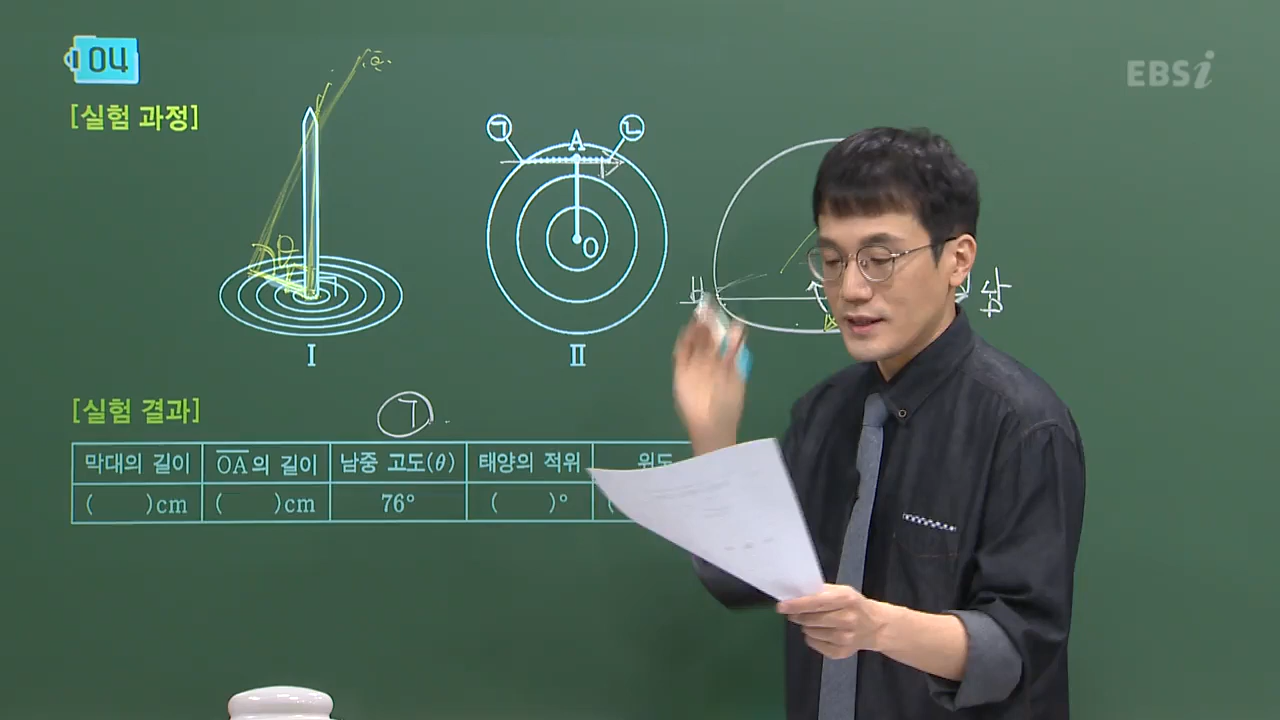 04
EBSi
[실험 과정]
ㄱ A ㄴ
O
북 남
Ⅰ Ⅱ
[실험 결과]
ㄱ
막대의 길이 OA의 길이 남중 고도(θ) 태양의 적위 위도
( )cm ( )cm 76° ( )° (